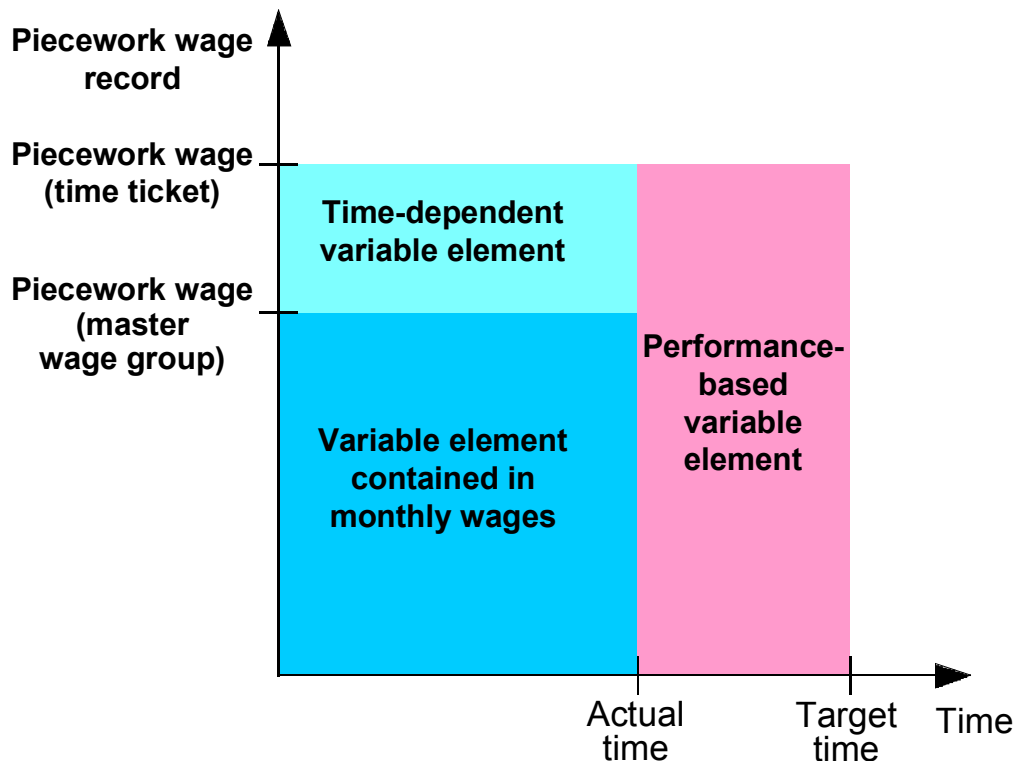 Piecework wage
record
Piecework wage
(time ticket)
Time-dependent
variable element
Piecework wage
(master
wage group)
Performance-
based
variable
element
Variable element
contained in
monthly wages
Actual
time
Target
time
Time